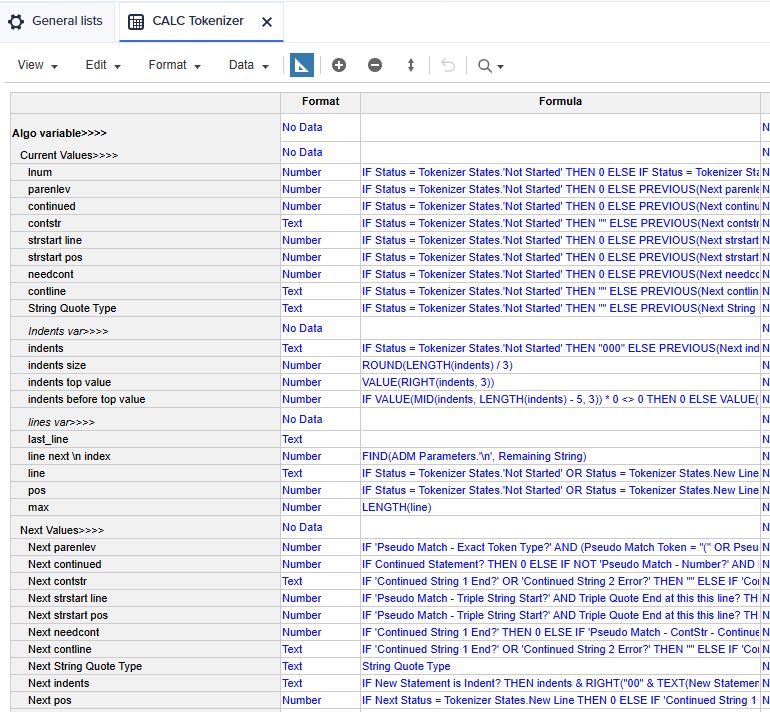 General lists CALC Tokenizer
View Edit Format Data
Format Formula
Algo variable>>>> No Data N
Current Values>>>> No Data N
lnum Number IF Status = Tokenizer States.'Not Started' THEN 0 ELSE IF Status = Tokenizer Sta N
parenlev Number IF Status = Tokenizer States.'Not Started' THEN 0 ELSE PREVIOUS(Next parenle N
continued Number IF Status = Tokenizer States.'Not Started' THEN 0 ELSE PREVIOUS(Next continu N
contstr Text IF Status = Tokenizer States.'Not Started' THEN "" ELSE PREVIOUS(Next contstr N
strstart line Number IF Status = Tokenizer States.'Not Started' THEN 0 ELSE PREVIOUS(Next strstart N
strstart pos Number IF Status = Tokenizer States.'Not Started' THEN 0 ELSE PREVIOUS(Next strstart N
needcont Number IF Status = Tokenizer States.'Not Started' THEN 0 ELSE PREVIOUS(Next needcc N
contline Text IF Status = Tokenizer States.'Not Started' THEN "" ELSE PREVIOUS(Next contlin N
String Quote Type Text IF Status = Tokenizer States.'Not Started' THEN "" ELSE PREVIOUS(Next String N
Indents var>>>> No Data N
indents Text IF Status = Tokenizer States.'Not Started' THEN "000" ELSE PREVIOUS(Next ind N
indents size Number ROUND(LENGTH(indents) / 3) N
indents top value Number VALUE(RIGHT(indents, 3)) N
indents before top value Number IF VALUE(MID(indents, LENGTH(indents) - 5, 3)) * 0 <> 0 THEN 0 ELSE VALUE( N
lines var>>>> No Data N
last_line Text N
line next \n index Number FIND(ADM Parameters.'\n', Remaining String) N
line Text IF Status = Tokenizer States.'Not Started' OR Status = Tokenizer States.New Line N
pos Number IF Status = Tokenizer States.'Not Started' OR Status = Tokenizer States.New Line N
max Number LENGTH(line) N
Next Values>>>> No Data N
Next parenlev Number IF 'Pseudo Match - Exact Token Type?' AND (Pseudo Match Token = "(" OR Pseu N
Next continued Number IF Continued Statement? THEN 0 ELSE IF NOT 'Pseudo Match - Number?' AND N
Next contstr Text IF 'Continued String 1 End?' OR 'Continued String 2 Error?' THEN "" ELSE IF 'Cor N
Next strstart line Number IF 'Pseudo Match - Triple String Start?' AND Triple Quote End at this this line? TH N
Next strstart pos Number IF 'Pseudo Match - Triple String Start?' AND Triple Quote End at this this line? TH N
Next needcont Number IF 'Continued String 1 End?' THEN 0 ELSE IF 'Pseudo Match - ContStr - Continue N
Next contline Text IF 'Continued String 1 End?' OR 'Continued String 2 Error?' THEN "" ELSE IF 'Cor N
Next String Quote Type Text String Quote Type N
Next indents Text IF New Statement is Indent? THEN indents & RIGHT("00" & TEXT(New Statemen N
Next pos Number IF Next Status = Tokenizer States.New Line THEN 0 ELSE IF 'Continued String 1 N